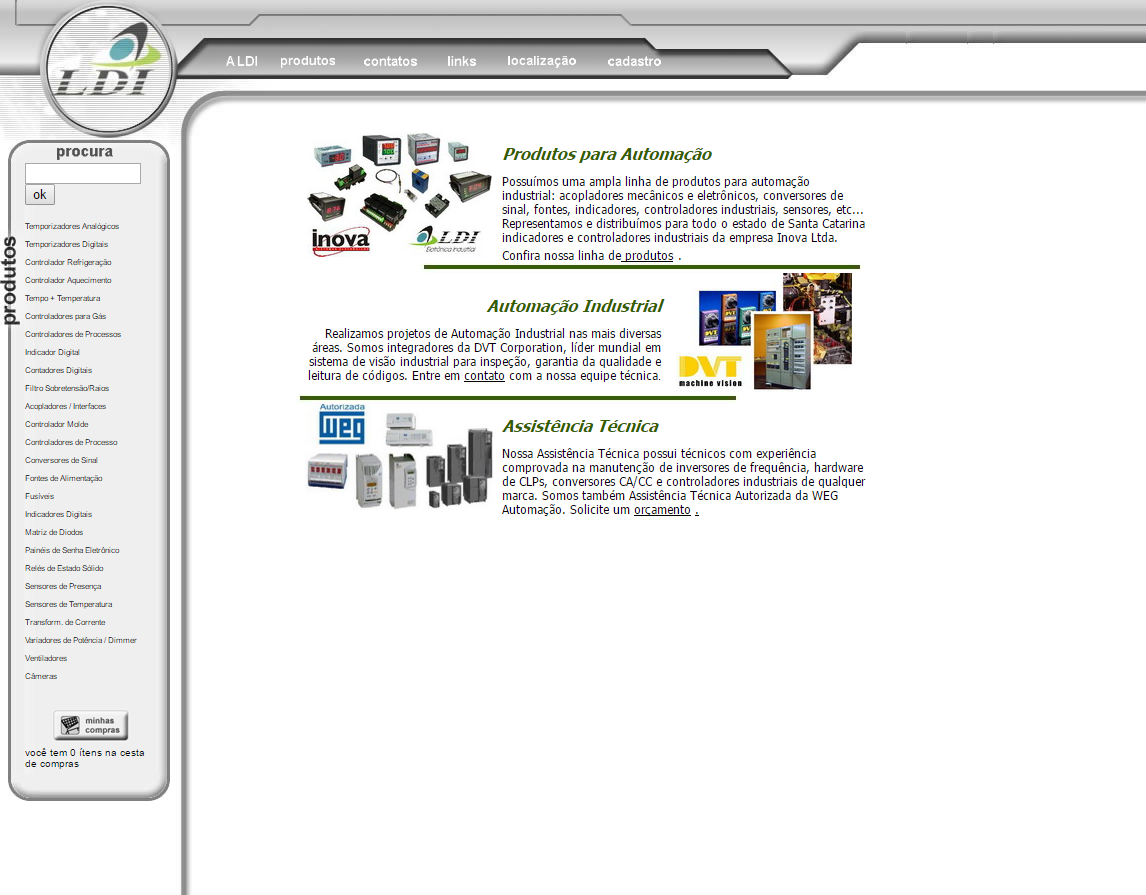 LDI
A LDI produtos contatos links localização cadastro
procura
ok
produtos
Temporizadores Analógicos
Temporizadores Digitais
Controlador Refrigeração
Controlador Aquecimento
Tempo + Temperatura
Controladores para Gás
Controladores de Processos
Indicador Digital
Contadores Digitais
Filtro Sobretensão/Raios
Acopladores / Interfaces
Controlador Molde
Controladores de Processo
Conversores de Sinal
Fontes de Alimentação
Fusíveis
Indicadores Digitais
Matriz de Diodos
Painéis de Senha Eletrônico
Relés de Estado Sólido
Sensores de Presença
Sensores de Temperatura
Transform. de Corrente
Variadores de Potência / Dimmer
Ventiladores
Câmeras
minhas
compras
você tem 0 ítens na cesta
de compras
inova
LDI
Eletrônica Industrial
Produtos para Automação
Possuímos uma ampla linha de produtos para automação
industrial: acopladores mecânicos e eletrônicos, conversores de
sinal, fontes, indicadores, controladores industriais, sensores, etc...
Representamos e distribuímos para todo o estado de Santa Catarina
indicadores e controladores industriais da empresa Inova Ltda.
Confira nossa linha de produtos .
Automação Industrial
Realizamos projetos de Automação Industrial nas mais diversas
áreas. Somos integradores da DVT Corporation, líder mundial em
sistema de visão industrial para inspeção, garantia da qualidade e
leitura de códigos. Entre em contato com a nossa equipe técnica.
DVT
machine vision
Autorizada
WEG
Assistência Técnica
Nossa Assistência Técnica possui técnicos com experiência
comprovada na manutenção de inversores de frequência, hardware
de CLPs, conversores CA/CC e controladores industriais de qualquer
marca. Somos também Assistência Técnica Autorizada da WEG
Automação. Solicite um orçamento .